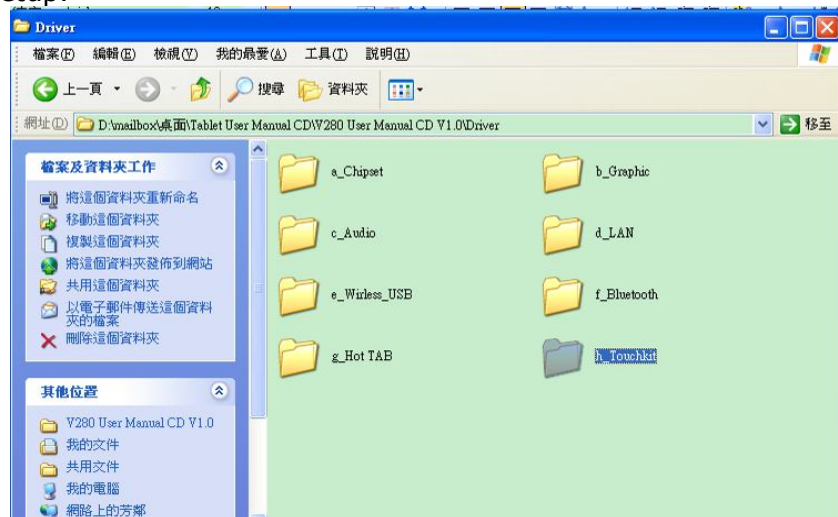 step.
Driver
檔案(F) 編輯(E) 檢視(V) 我的最愛(A) 工具(T) 說明(H)
上一頁 搜尋 資料夾
網址(D) D:\mailbox\桌面\Tablet User Manual CD\V280 User Manual CD V1.0\Driver 移至
檔案及資料夾工作
將這個資料夾重新命名
移動這個資料夾
複製這個資料夾
將這個資料夾發佈到網站
共用這個資料夾
以電子郵件傳送這個資料
夾的檔案
刪除這個資料夾
其他位置
V280 User Manual CD V1.0
我的文件
共用文件
我的電腦
網路上的芳鄰
a_Chipset b_Graphic
c_Audio d_LAN
e_Wirless_USB f_Bluetooth
g_Hot TAB h_Touchkit